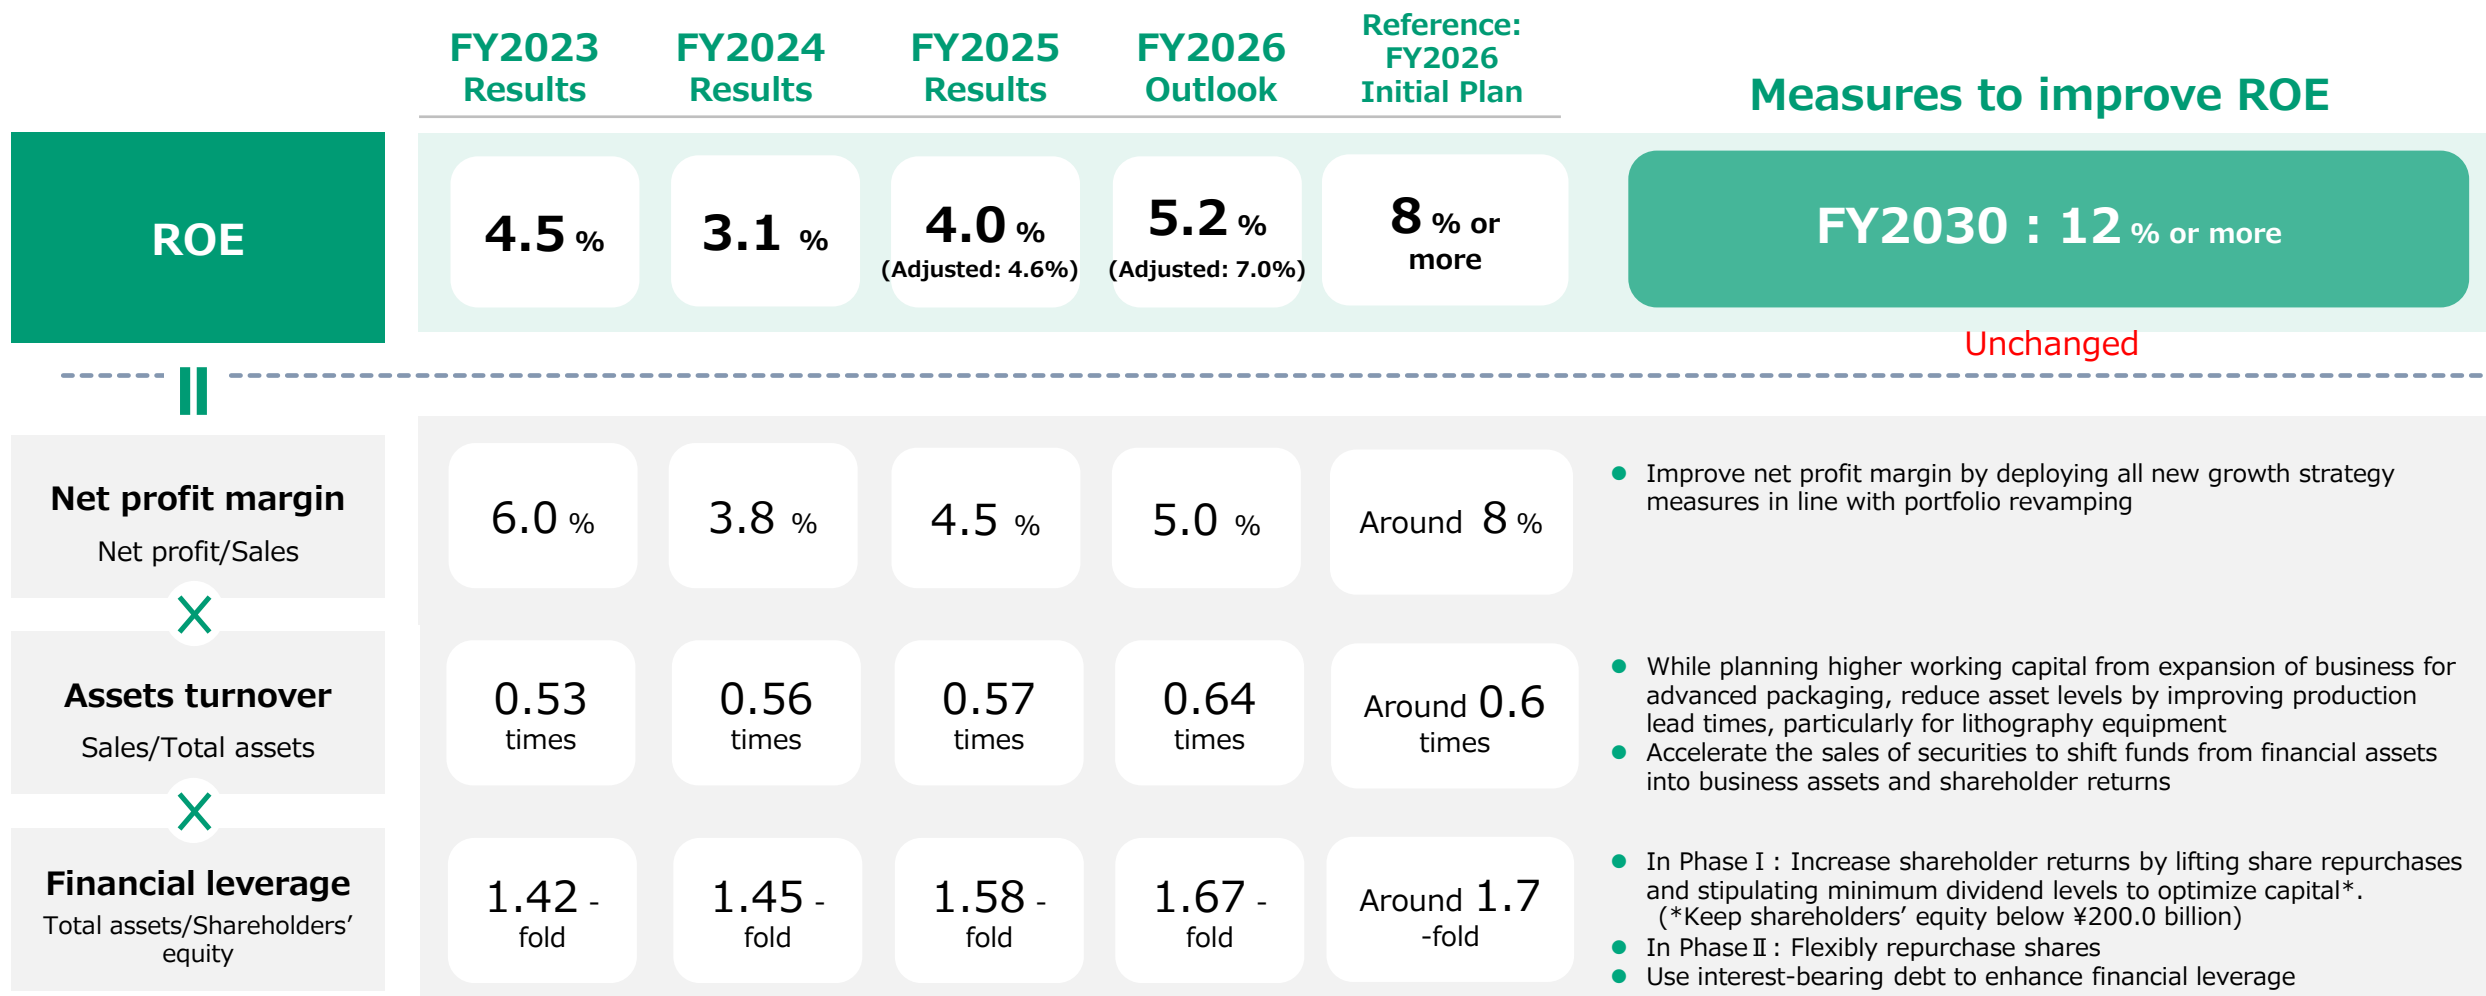 FY2023
Results
FY2024
Results
FY2025
Results
FY2026
Outlook
Reference:
FY2026
Initial Plan
Measures to improve ROE
ROE
4.5 %
3.1 %
4.0 %
(Adjusted: 4.6%)
5.2 %
(Adjusted: 7.0%)
8 % or
more
FY2030 : 12 % or more
Unchanged
Net profit margin
Net profit/Sales
6.0 %
3.8 %
4.5 %
5.0 %
Around 8 %
● Improve net profit margin by deploying all new growth strategy
measures in line with portfolio revamping
×
Assets turnover
Sales/Total assets
0.53
times
0.56
times
0.57
times
0.64
times
Around 0.6
times
● While planning higher working capital from expansion of business for
advanced packaging, reduce asset levels by improving production
lead times, particularly for lithography equipment
● Accelerate the sales of securities to shift funds from financial assets
into business assets and shareholder returns
×
Financial leverage
Total assets/Shareholders’
equity
1.42 -
fold
1.45 -
fold
1.58 -
fold
1.67 -
fold
Around 1.7
-fold
● In Phase Ⅰ : Increase shareholder returns by lifting share repurchases
and stipulating minimum dividend levels to optimize capital*.
(*Keep shareholders’ equity below ¥200.0 billion)
● In Phase Ⅱ : Flexibly repurchase shares
● Use interest-bearing debt to enhance financial leverage